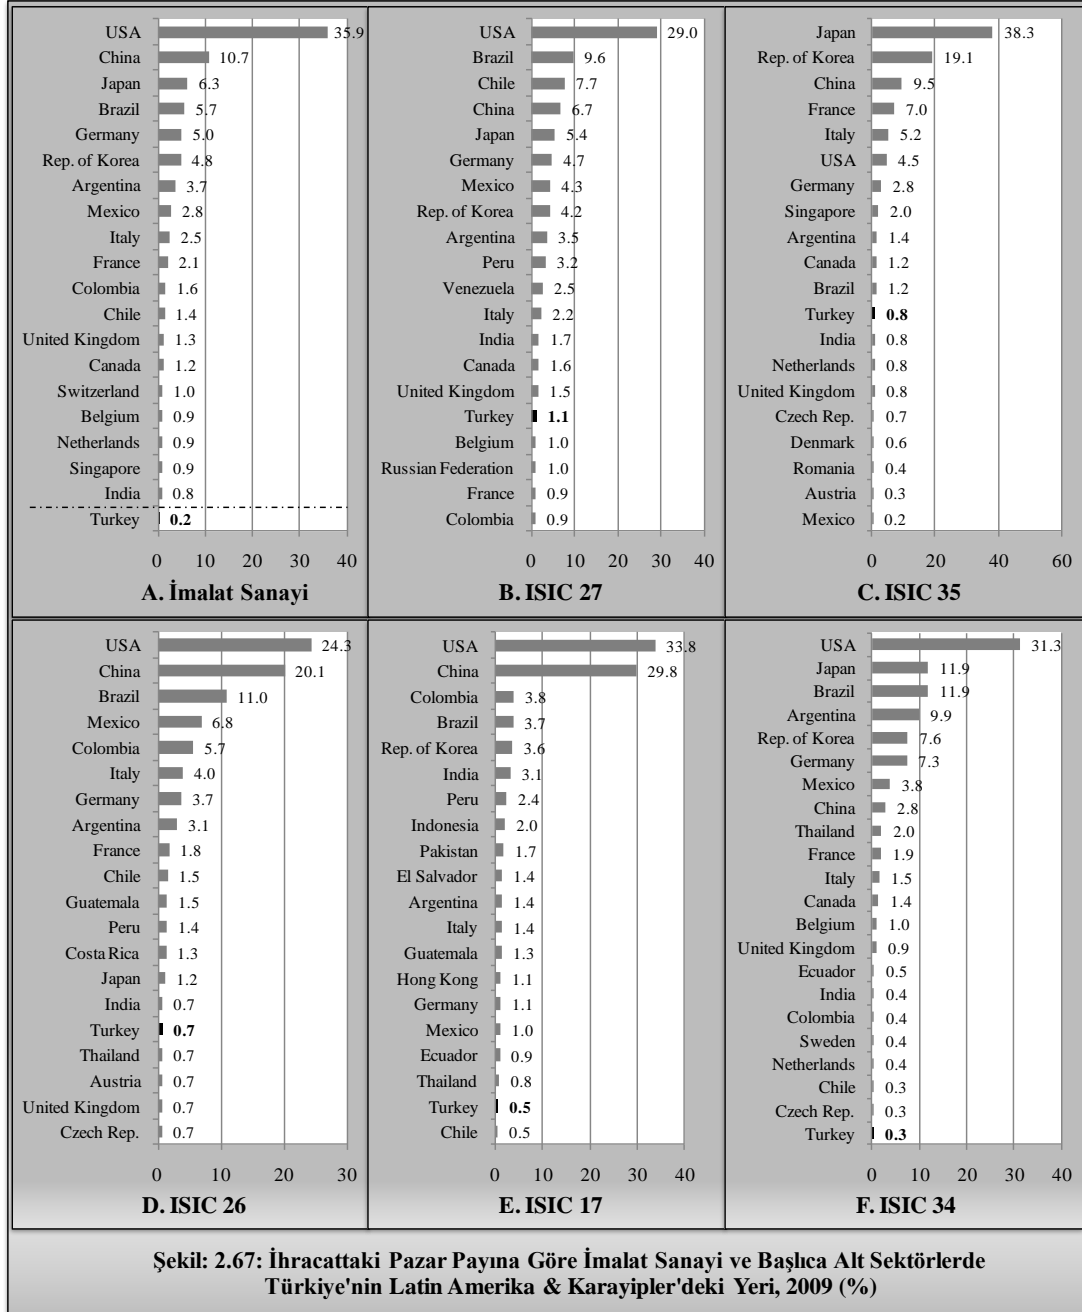 USA 35.9
China 10.7
Japan 6.3
Brazil 5.7
Germany 5.0
Rep. of Korea 4.8
Argentina 3.7
Mexico 2.8
Italy 2.5
France 2.1
Colombia 1.6
Chile 1.4
United Kingdom 1.3
Canada 1.2
Switzerland 1.0
Belgium 0.9
Netherlands 0.9
Singapore 0.9
India 0.8
Turkey 0.2
0 10 20 30 40
A. İmalat Sanayi
USA 29.0
Brazil 9.6
Chile 7.7
China 6.7
Japan 5.4
Germany 4.7
Mexico 4.3
Rep. of Korea 4.2
Argentina 3.5
Peru 3.2
Venezuela 2.5
Italy 2.2
India 1.7
Canada 1.6
United Kingdom 1.5
Turkey 1.1
Belgium 1.0
Russian Federation 1.0
France 0.9
Colombia 0.9
0 10 20 30 40
B. ISIC 27
Japan 38.3
Rep. of Korea 19.1
China 9.5
France 7.0
Italy 5.2
USA 4.5
Germany 2.8
Singapore 2.0
Argentina 1.4
Canada 1.2
Brazil 1.2
Turkey 0.8
India 0.8
Netherlands 0.8
United Kingdom 0.8
Czech Rep. 0.7
Denmark 0.6
Romania 0.4
Austria 0.3
Mexico 0.2
0 20 40 60
C. ISIC 35
USA 24.3
China 20.1
Brazil 11.0
Mexico 6.8
Colombia 5.7
Italy 4.0
Germany 3.7
Argentina 3.1
France 1.8
Chile 1.5
Guatemala 1.5
Peru 1.4
Costa Rica 1.3
Japan 1.2
India 0.7
Turkey 0.7
Thailand 0.7
Austria 0.7
United Kingdom 0.7
Czech Rep. 0.7
0 10 20 30
D. ISIC 26
USA 33.8
China 29.8
Colombia 3.8
Brazil 3.7
Rep. of Korea 3.6
India 3.1
Peru 2.4
Indonesia 2.0
Pakistan 1.7
El Salvador 1.4
Argentina 1.4
Italy 1.4
Guatemala 1.3
Hong Kong 1.1
Germany 1.1
Mexico 1.0
Ecuador 0.9
Thailand 0.8
Turkey 0.5
Chile 0.5
0 10 20 30 40
E. ISIC 17
USA 31.3
Japan 11.9
Brazil 11.9
Argentina 9.9
Rep. of Korea 7.6
Germany 7.3
Mexico 3.8
China 2.8
Thailand 2.0
France 1.9
Italy 1.5
Canada 1.4
Belgium 1.0
United Kingdom 0.9
Ecuador 0.5
India 0.4
Colombia 0.4
Sweden 0.4
Netherlands 0.4
Chile 0.3
Czech Rep. 0.3
Turkey 0.3
0 10 20 30 40
F. ISIC 34
Şekil: 2.67: İhracattaki Pazar Payına Göre İmalat Sanayi ve Başlıca Alt Sektörlerde
Türkiye'nin Latin Amerika & Karayipler'deki Yeri, 2009 (%)